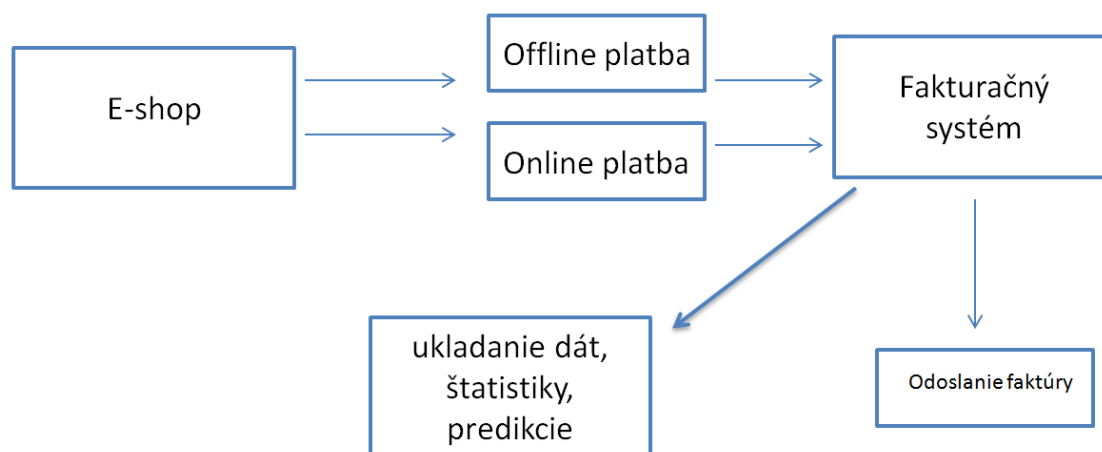 E-shop
Offline platba
Online platba
Fakturačný
systém
ukladanie dát,
štatistiky,
predikcie
Odoslanie faktúry